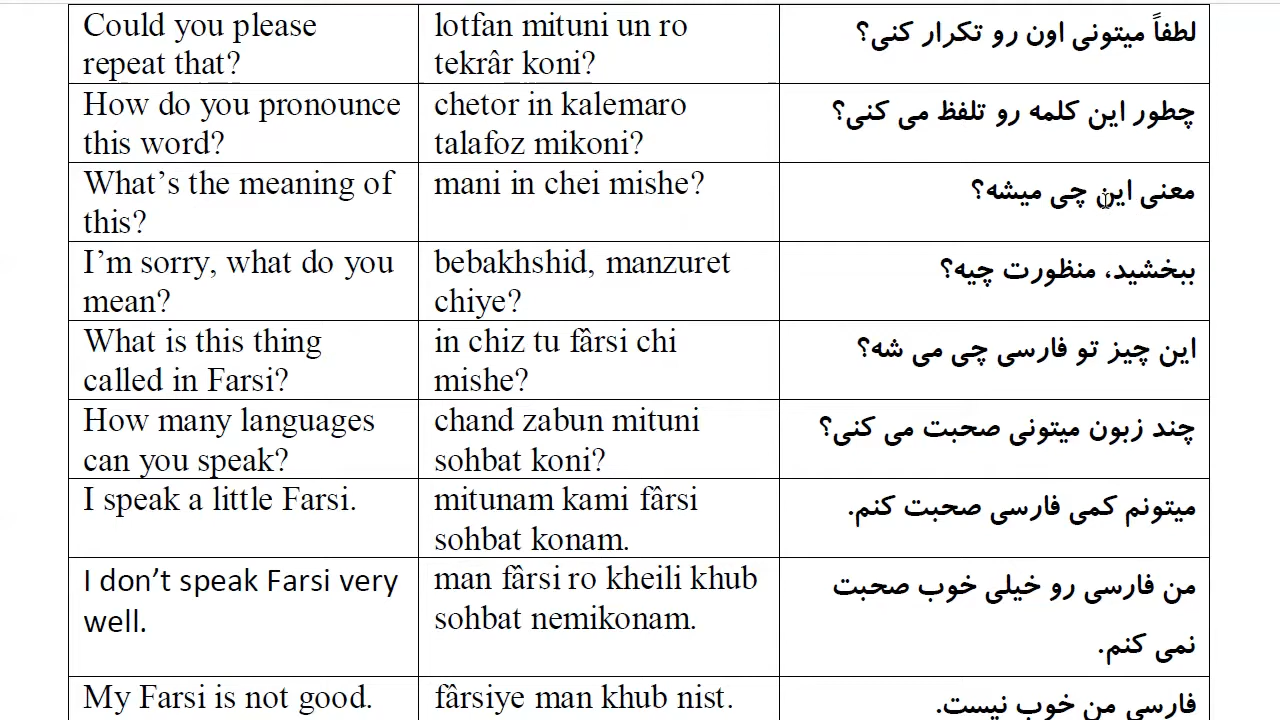 Could you please
repeat that?
lotfan mituni un ro
tekrâr koni?
لطفاً میتونی اون رو تکرار کنی؟
How do you pronounce
this word?
chetor in kalemaro
talafoz mikoni?
چطور این کلمه رو تلفظ می کنی؟
What’s the meaning of
this?
mani in chei mishe?
معنی این چی میشه؟
I’m sorry, what do you
mean?
bebakhshid, manzuret
chiye?
ببخشید، منظورت چیه؟
What is this thing
called in Farsi?
in chiz tu fârsi chi
mishe?
این چیز تو فارسی چی می شه؟
How many languages
can you speak?
chand zabun mituni
sohbat koni?
چند زبون میتونی صحبت می کنی؟
I speak a little Farsi.
mitunam kami fârsi
sohbat konam.
میتونم کمی فارسی صحبت کنم.
I don’t speak Farsi very
well.
man fârsi ro kheili khub
sohbat nemikonam.
من فارسی رو خیلی خوب صحبت
نمی کنم.
My Farsi is not good.
fârsiye man khub nist.
فارسی من خوب نیست.